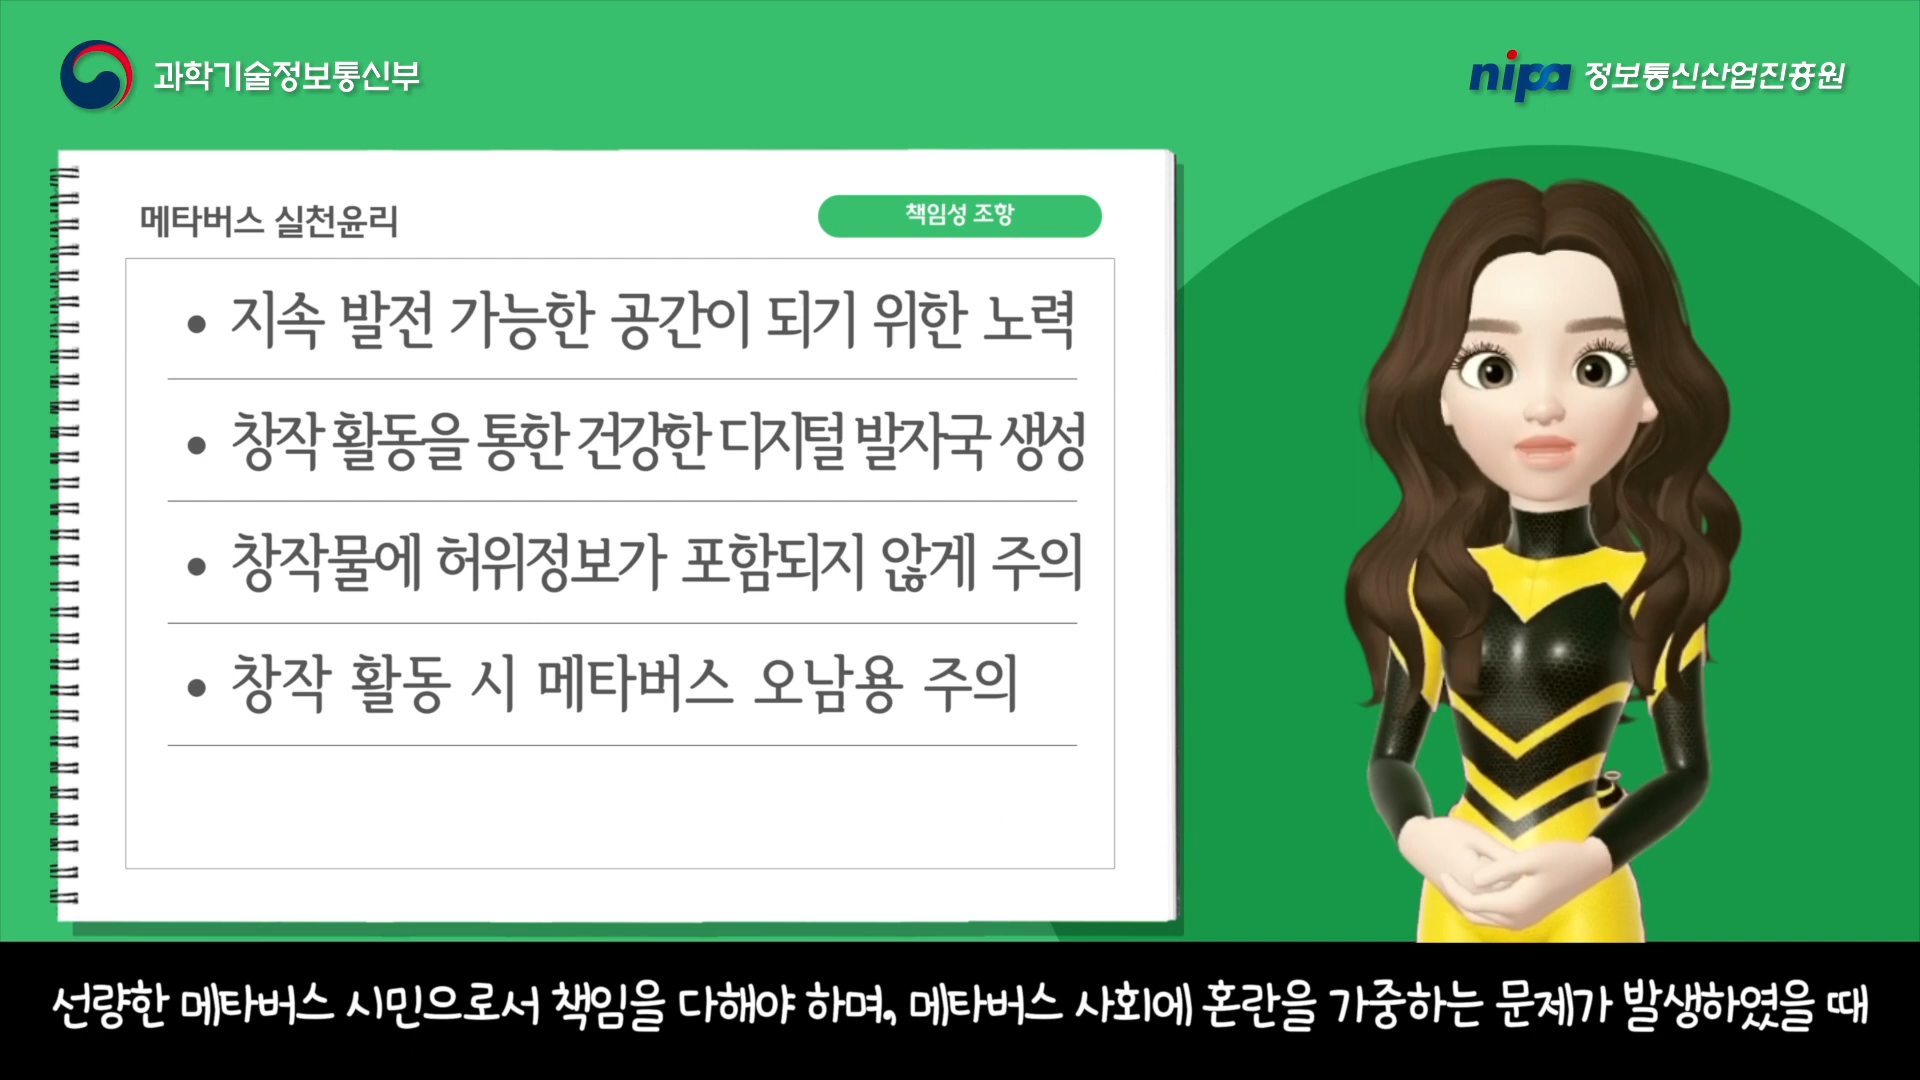 과학기술정보통신부
nipa 정보통신산업진흥원
메타버스 실천윤리
책임성 조항
• 지속 발전 가능한 공간이 되기 위한 노력
• 창작 활동을 통한 건강한 디지털 발자국 생성
• 창작물에 허위정보가 포함되지 않게 주의
• 창작 활동 시 메타버스 오남용 주의
선량한 메타버스 시민으로서 책임을 다해야 하며, 메타버스 사회에 혼란을 가중하는 문제가 발생하였을 때